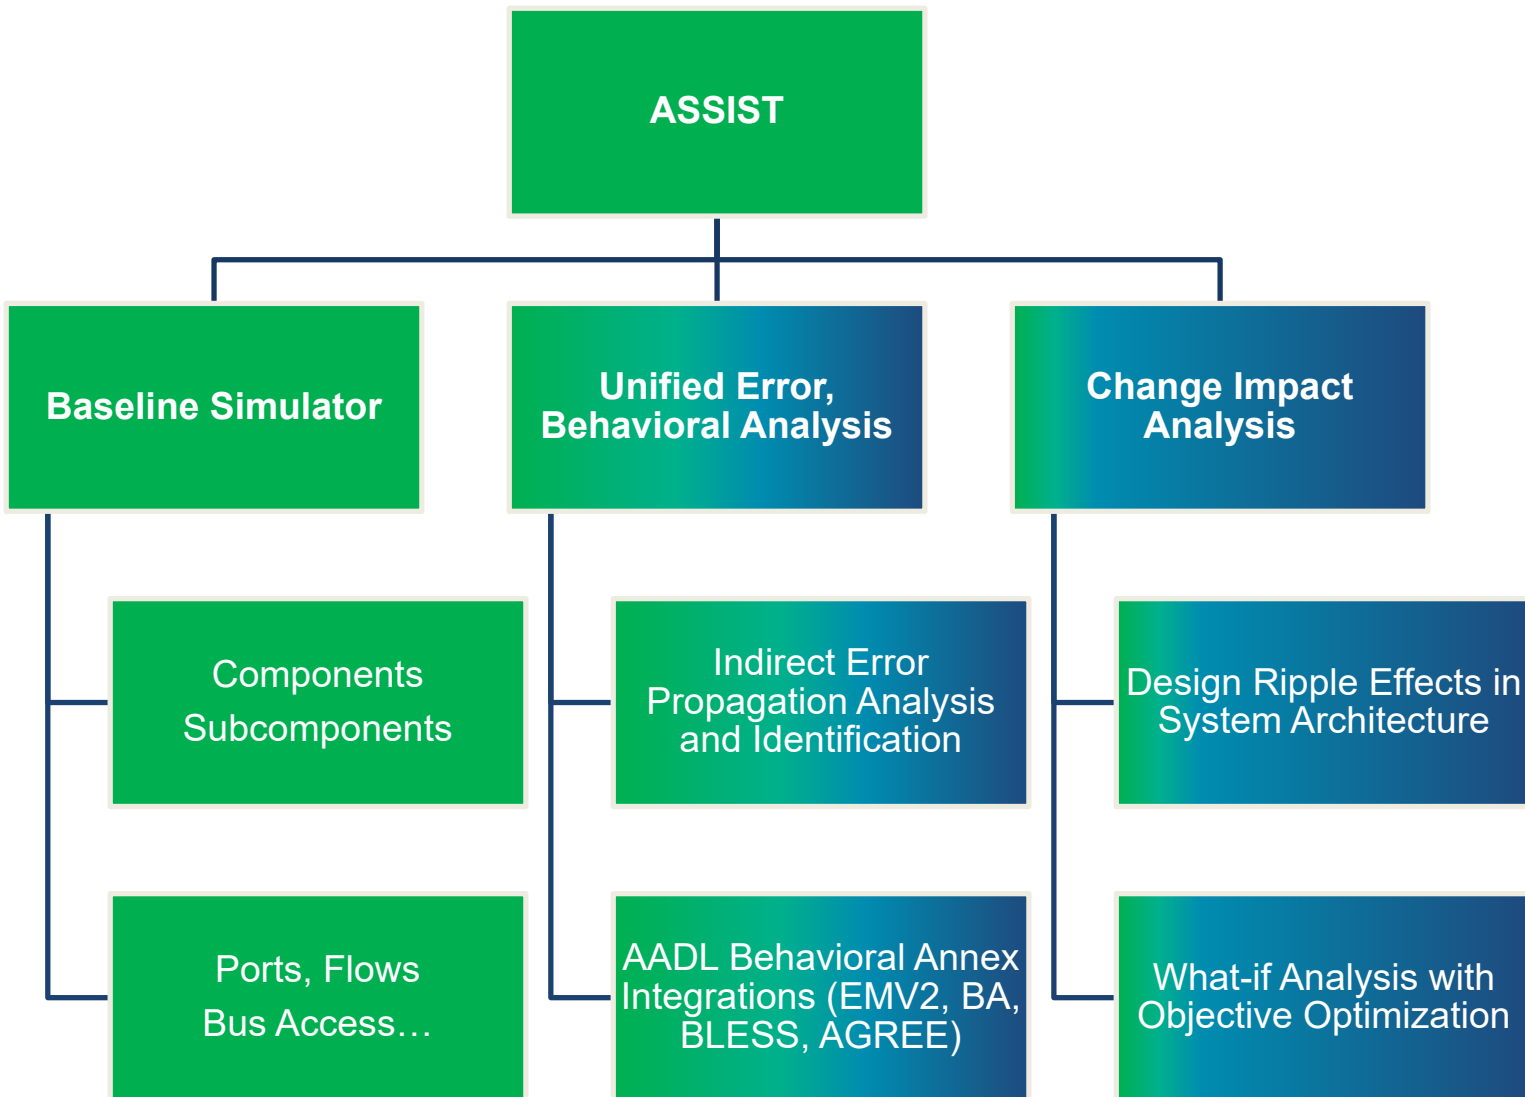 ASSIST
Baseline Simulator
Unified Error,
Behavioral Analysis
Change Impact
Analysis
Components
Subcomponents
Indirect Error
Propagation Analysis
and Identification
Design Ripple Effects in
System Architecture
Ports, Flows
Bus Access…
AADL Behavioral Annex
Integrations (EMV2, BA,
BLESS, AGREE)
What-if Analysis with
Objective Optimization